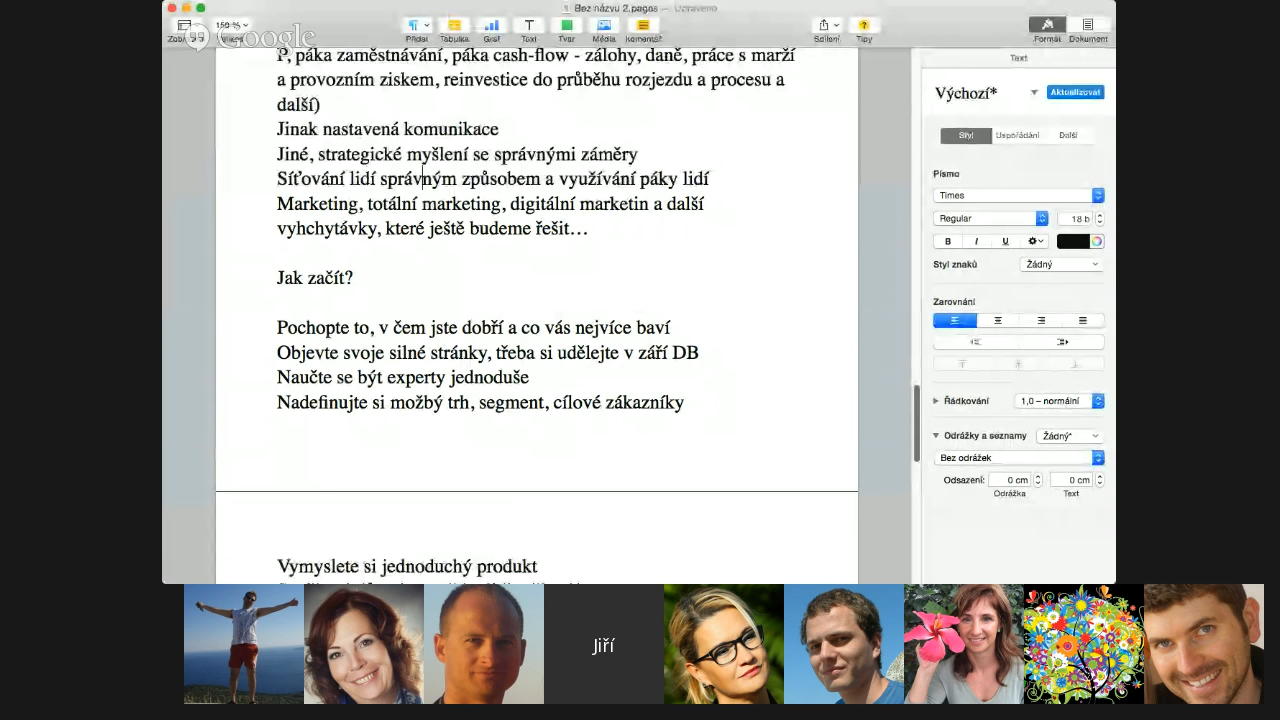 Bez názvu 2.pages — Upraveno
150 %
Přidat
Tabulka
Graf
Text
Tvar
Média
Komentář
Sdílení
Tipy
Formát
Dokument
Google
P, páka zaměstnávání, páka cash-flow - zálohy, daně, práce s marží
a provozním ziskem, reinvestice do průběhu rozjezdu a procesu a
další)
Jinak nastavená komunikace
Jiné, strategické myšlení se správnými záměry
Síťování lidí správným způsobem a využívání páky lidí
Marketing, totální marketing, digitální marketin a další
vyhchytávky, které ještě budeme řešit…
Jak začít?
Pochopte to, v čem jste dobří a co vás nejvíce baví
Objevte svoje silné stránky, třeba si udělejte v září DB
Naučte se být experty jednoduše
Nadefinujte si možbý trh, segment, cílové zákazníky
Vymyslete si jednoduchý produkt
Text
Výchozí*
Aktualizovat
Styl
Uspořádání
Další
Písmo
Times
Regular
18 b
B I U
Styl znaků
Žádný
Zarovnání
Řádkování
1,0 – normální
Odrážky a seznamy
Žádný*
Bez odrážek
Odsazení:
0 cm
0 cm
Odrážka
Text
Jiří